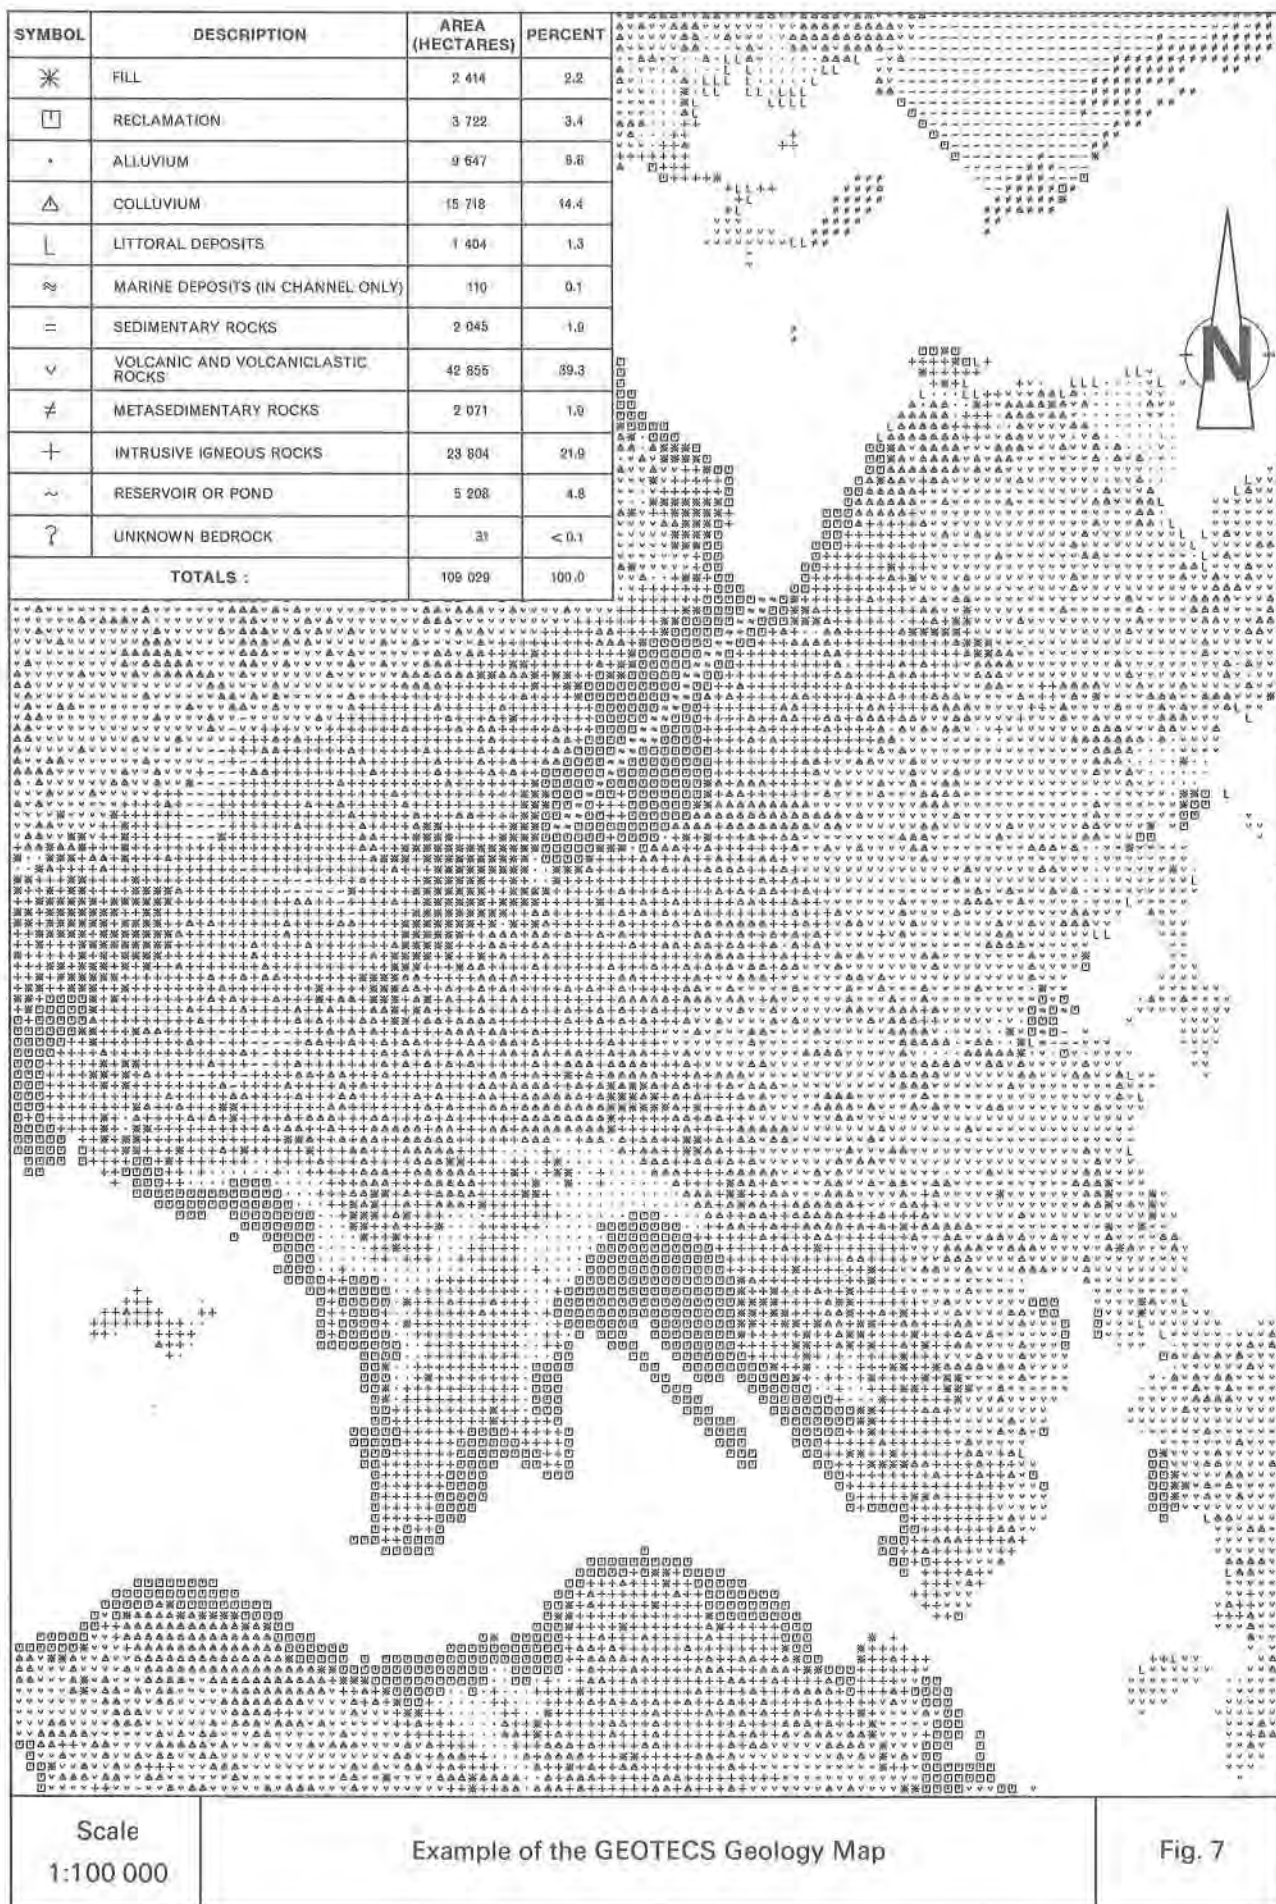 SYMBOL DESCRIPTION AREA (HECTARES) PERCENT
FILL 2 414 2.2
RECLAMATION 3 722 3.4
ALLUVIUM 9 647 8.8
COLLUVIUM 15 718 14.4
L LITTORAL DEPOSITS 1 404 1.3
≈ MARINE DEPOSITS (IN CHANNEL ONLY) 110 0.1
= SEDIMENTARY ROCKS 2 045 1.9
v VOLCANIC AND VOLCANICLASTIC
ROCKS 42 855 39.3
≠ METASEDIMENTARY ROCKS 2 071 1.9
+ INTRUSIVE IGNEOUS ROCKS 23 804 21.9
~ RESERVOIR OR POND 5 208 4.8
? UNKNOWN BEDROCK 31 < 0.1
TOTALS : 109 029 100.0
N
Scale
1:100 000
Example of the GEOTECS Geology Map
Fig. 7